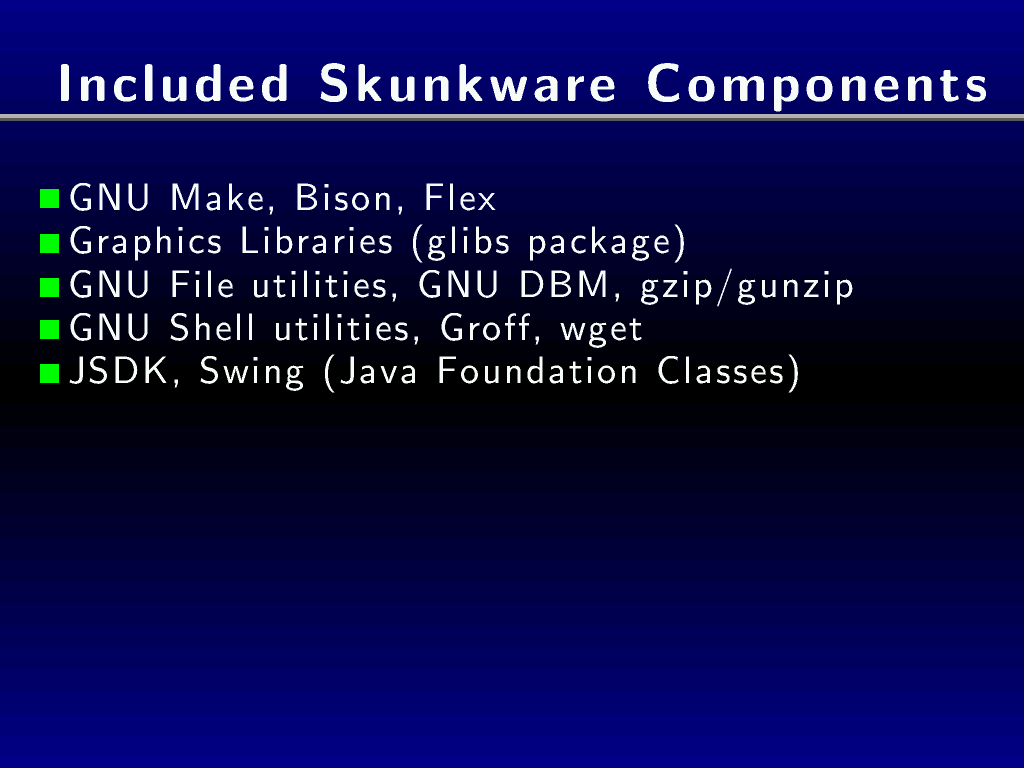 Included Skunkware Components
GNU Make, Bison, Flex
Graphics Libraries (glibs package)
GNU File utilities, GNU DBM, gzip/gunzip
GNU Shell utilities, Groff, wget
JSDK, Swing (Java Foundation Classes)